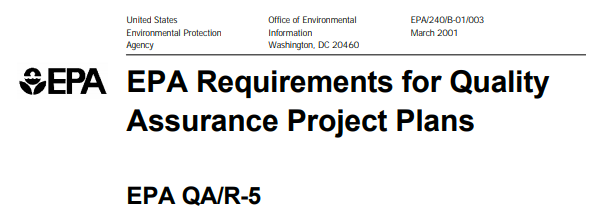 United States
Environmental Protection
Agency
Office of Environmental
Information
Washington, DC 20460
EPA/240/B-01/003
March 2001
EPA
EPA Requirements for Quality
Assurance Project Plans
EPA QA/R-5